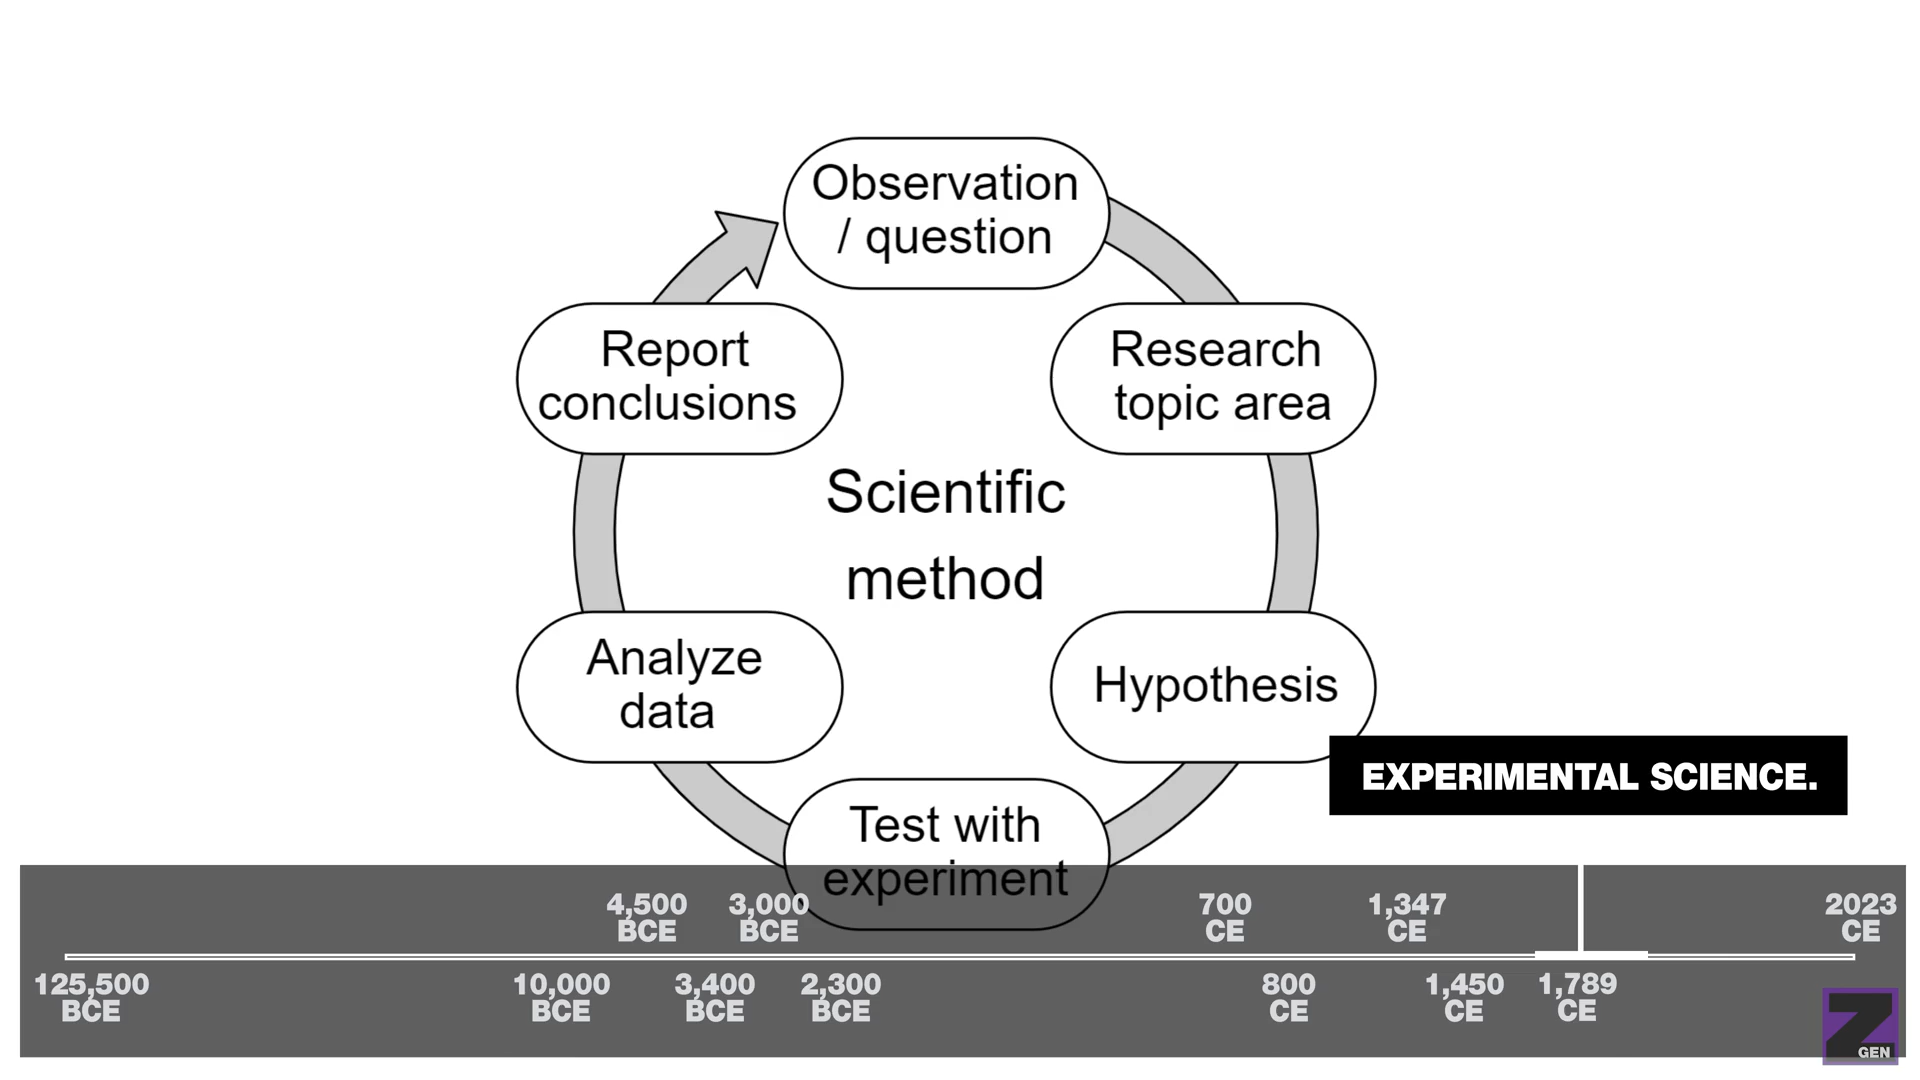 Observation
/ question
Report
conclusions
Research
topic area
Scientific
method
Analyze
data
Hypothesis
EXPERIMENTAL SCIENCE.
Test with
experiment
4,500
BCE
3,000
BCE
700
CE
1,347
CE
2023
CE
125,500
BCE
10,000
BCE
3,400
BCE
2,300
BCE
800
CE
1,450
CE
1,789
CE
Z
GEN